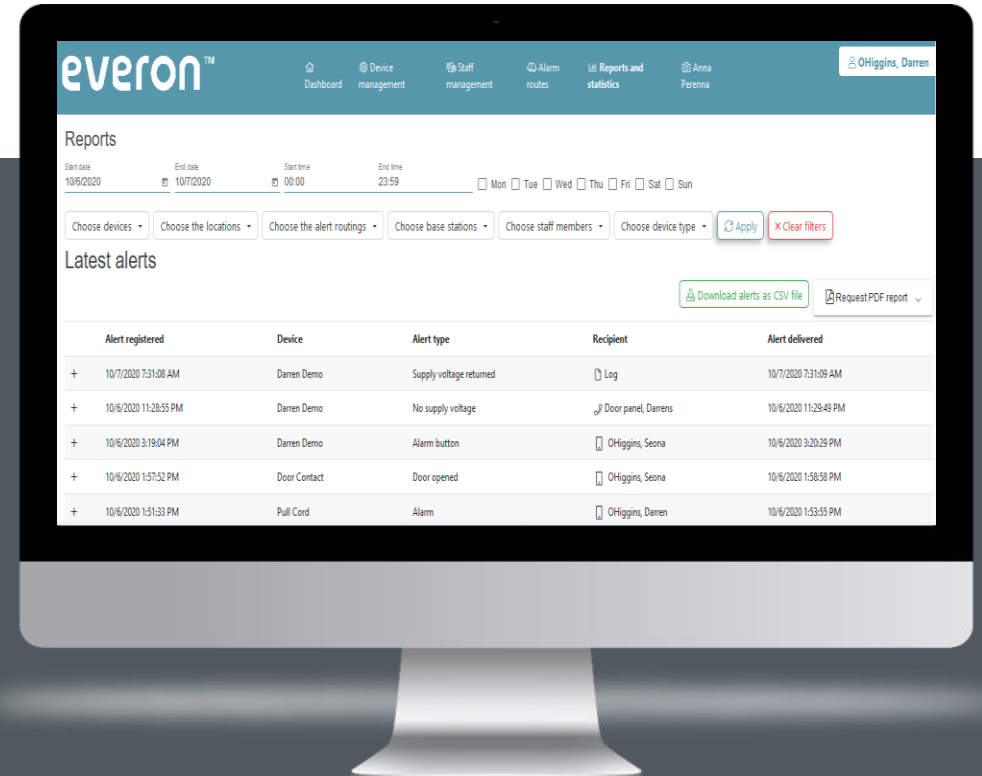 everon™
Dashboard
Device management
Staff management
Alarm routes
Reports and statistics
Anna Perenna
OHiggins, Darren
Reports
Start date End date Start time End time
10/6/2020 10/7/2020 00:00 23:59 Mon Tue Wed Thu Fri Sat Sun
Choose devices Choose the locations Choose the alert routings Choose base stations Choose staff members Choose device type Apply × Clear filters
Latest alerts
Download alerts as CSV file Request PDF report
Alert registered Device Alert type Recipient Alert delivered
+ 10/7/2020 7:31:08 AM Darren Demo Supply voltage returned Log 10/7/2020 7:31:09 AM
+ 10/6/2020 11:28:55 PM Darren Demo No supply voltage Door panel, Darrens 10/6/2020 11:29:49 PM
+ 10/6/2020 3:19:04 PM Darren Demo Alarm button OHiggins, Seona 10/6/2020 3:20:29 PM
+ 10/6/2020 1:57:52 PM Door Contact Door opened OHiggins, Seona 10/6/2020 1:58:58 PM
+ 10/6/2020 1:51:33 PM Pull Cord Alarm OHiggins, Darren 10/6/2020 1:53:55 PM